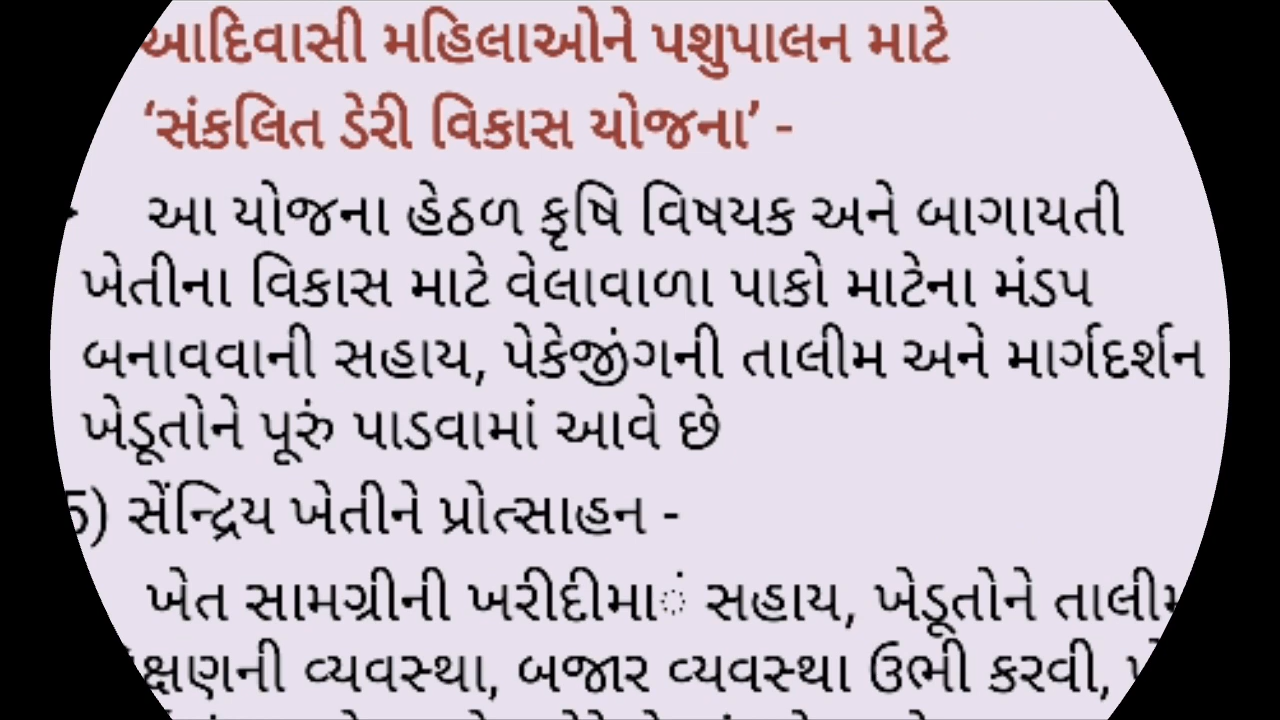 આદિવાસી મહિલાઓને પશુપાલન માટે
‘સંકલિત ડેરી વિકાસ યોજના’ -
આ યોજના હેઠળ કૃષિ વિષયક અને બાગાયતી
ખેતીના વિકાસ માટે વેલાવાળા પાકો માટેના મંડપ
બનાવવાની સહાય, પેકેજીંગની તાલીમ અને માર્ગદર્શન
ખેડૂતોને પૂરું પાડવામાં આવે છે
5) સેંન્દ્રિય ખેતીને પ્રોત્સાહન -
ખેત સામગ્રીની ખરીદીમાં સહાય, ખેડૂતોને
વ્યવસ્થા, બજાર વ્યવસ્થા ઉભી કરવી,